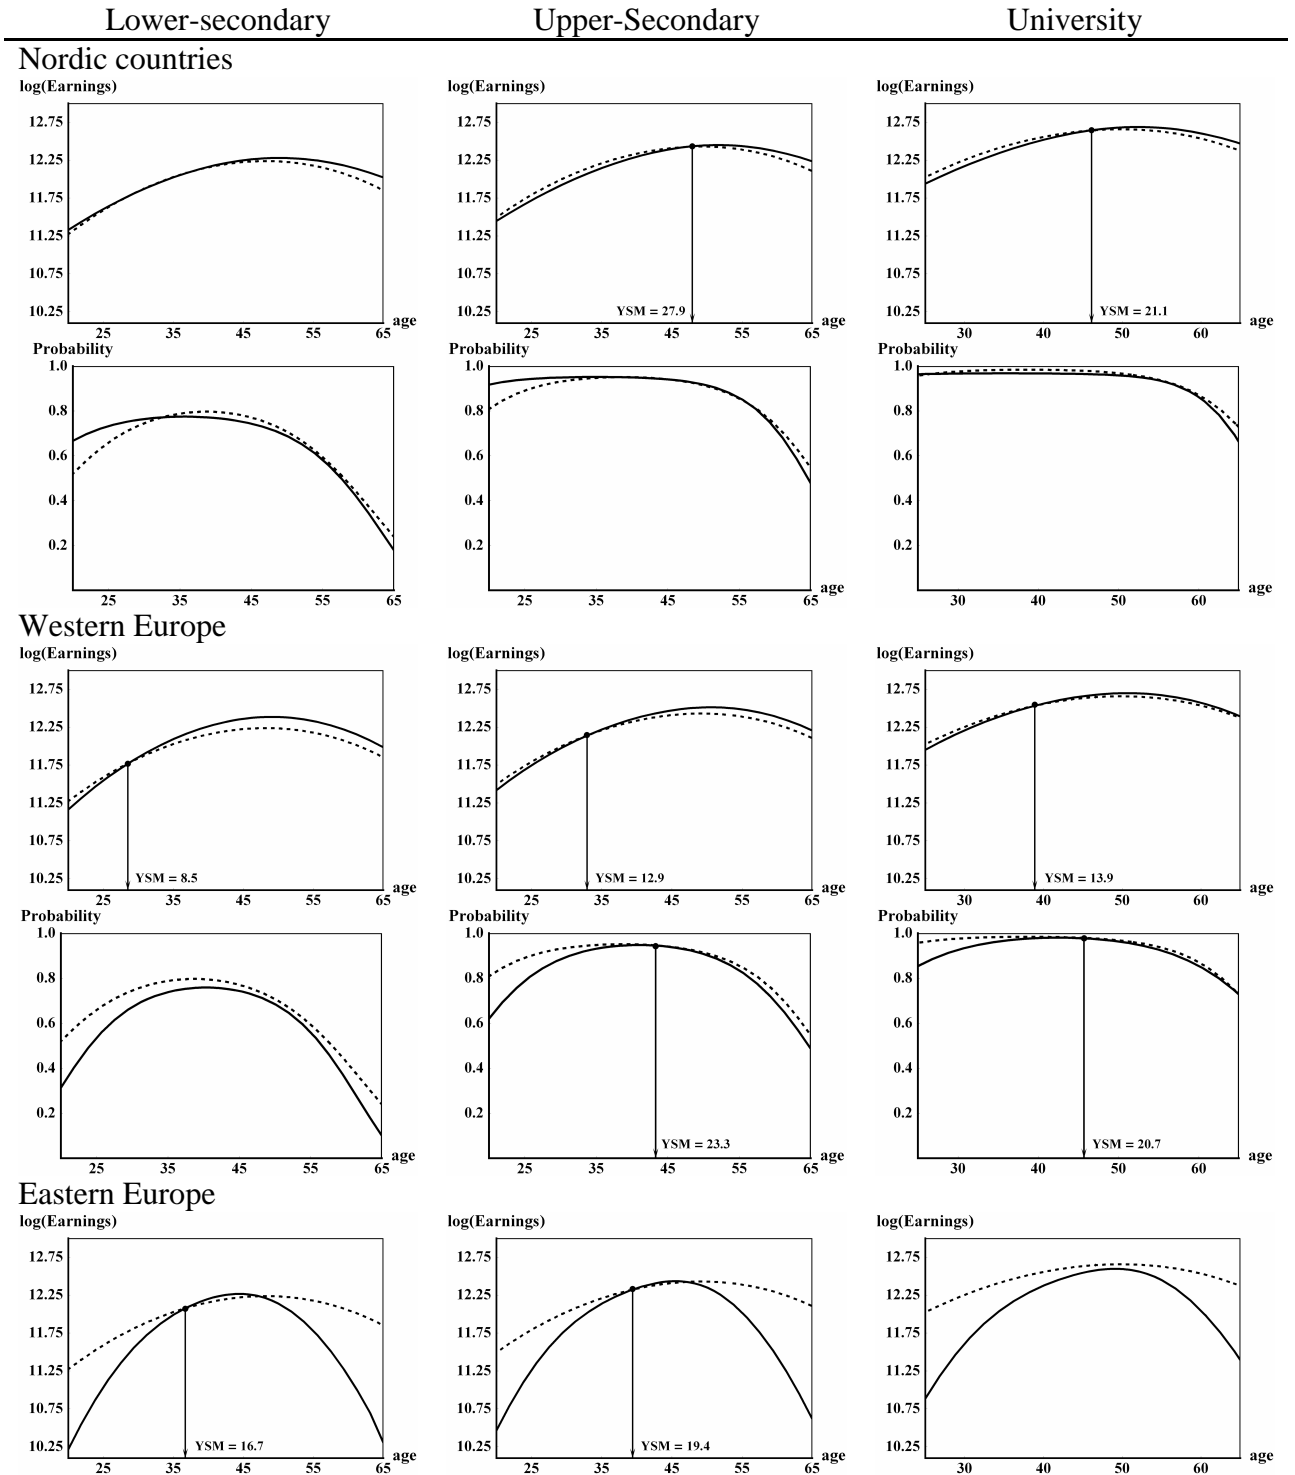 Lower-secondary Upper-Secondary University
Nordic countries
log(Earnings) log(Earnings) log(Earnings)
12.75 12.75 12.75
12.25 12.25 12.25
11.75 11.75 11.75
11.25 11.25 11.25
10.75 10.75 10.75
10.25 10.25 YSM = 27.9 10.25 YSM = 21.1
age age age
25 35 45 55 65 25 35 45 55 65 30 40 50 60
Probability Probability Probability
1.0 1.0 1.0
0.8 0.8 0.8
0.6 0.6 0.6
0.4 0.4 0.4
0.2 0.2 0.2
age age age
25 35 45 55 65 25 35 45 55 65 30 40 50 60
Western Europe
log(Earnings) log(Earnings) log(Earnings)
12.75 12.75 12.75
12.25 12.25 12.25
11.75 11.75 11.75
11.25 11.25 11.25
10.75 10.75 10.75
10.25 YSM = 8.5 10.25 YSM = 12.9 10.25 YSM = 13.9
age age age
25 35 45 55 65 25 35 45 55 65 30 40 50 60
Probability Probability Probability
1.0 1.0 1.0
0.8 0.8 0.8
0.6 0.6 0.6
0.4 0.4 0.4
0.2 0.2 0.2
YSM = 23.3 YSM = 20.7
age age age
25 35 45 55 65 25 35 45 55 65 30 40 50 60
Eastern Europe
log(Earnings) log(Earnings) log(Earnings)
12.75 12.75 12.75
12.25 12.25 12.25
11.75 11.75 11.75
11.25 11.25 11.25
10.75 10.75 10.75
10.25 YSM = 16.7 10.25 YSM = 19.4 10.25
age age age
25 35 45 55 65 25 35 45 55 65 30 40 50 60